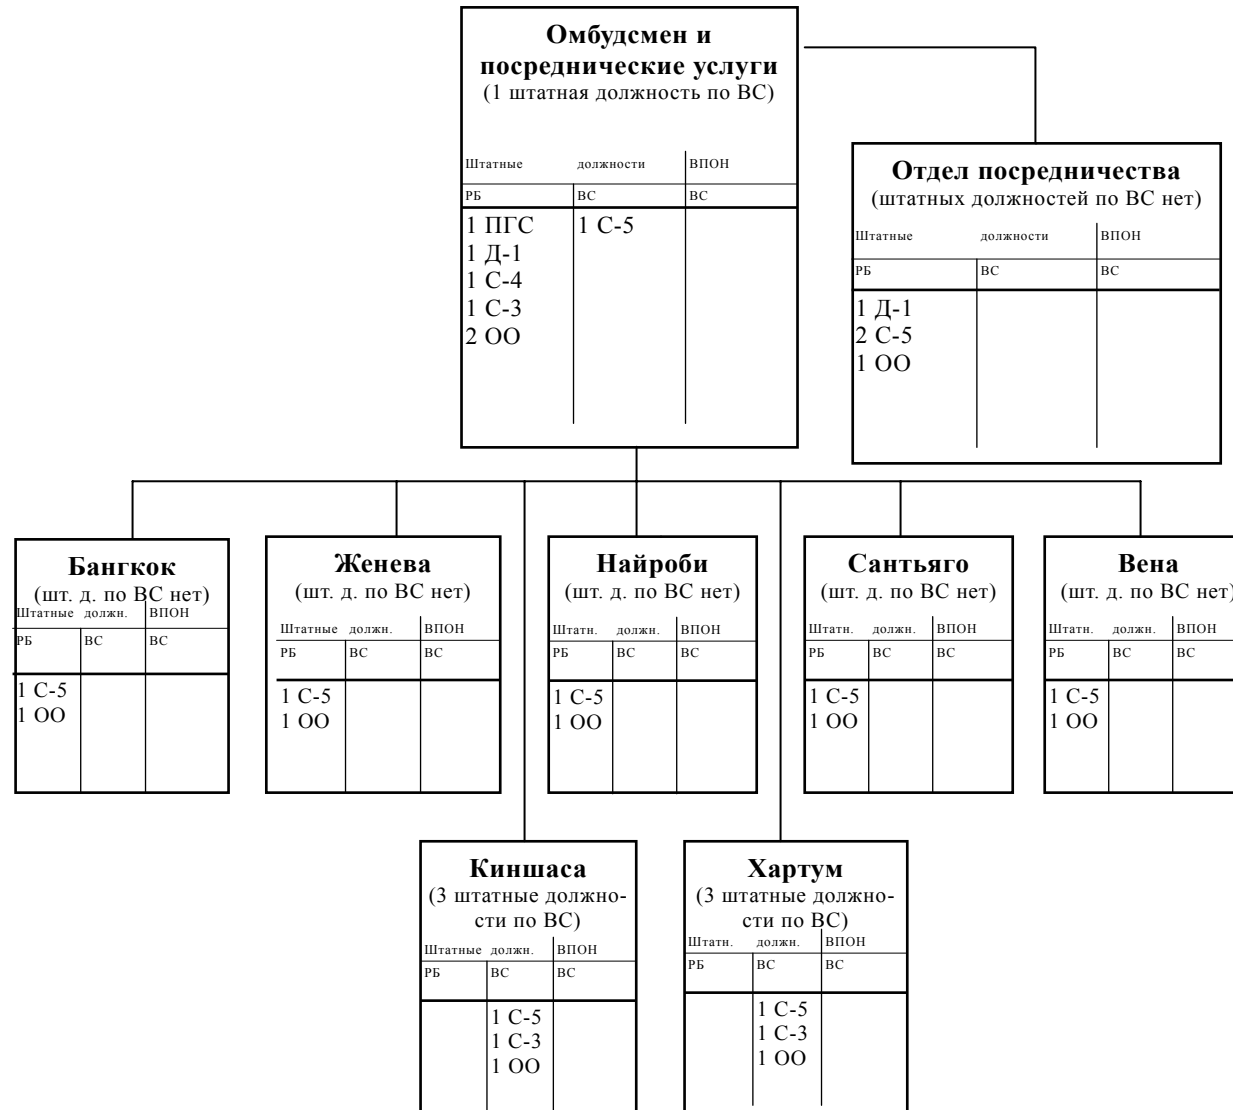 Омбудсмен и
посреднические услуги
(1 штатная должность по ВС)
Штатные должности ВПОН
РБ ВС ВС
1 ПГС 1 С-5
1 Д-1
1 С-4
1 С-3
2 ОО
Отдел посредничества
(штатных должностей по ВС нет)
Штатные должности ВПОН
РБ ВС ВС
1 Д-1
2 С-5
1 ОО
Бангкок
(шт. д. по ВС нет)
Штатные должн. ВПОН
РБ ВС ВС
1 С-5
1 ОО
Женева
(шт. д. по ВС нет)
Штатные должн. ВПОН
РБ ВС ВС
1 С-5
1 ОО
Найроби
(шт. д. по ВС нет)
Штатн. должн. ВПОН
РБ ВС ВС
1 С-5
1 ОО
Сантьяго
(шт. д. по ВС нет)
Штатн. должн. ВПОН
РБ ВС ВС
1 С-5
1 ОО
Вена
(шт. д. по ВС нет)
Штатн. должн. ВПОН
РБ ВС ВС
1 С-5
1 ОО
Киншаса
(3 штатные должно-
сти по ВС)
Штатные должн. ВПОН
РБ ВС ВС
1 С-5
1 С-3
1 ОО
Хартум
(3 штатные должно-
сти по ВС)
Штатн. должн. ВПОН
РБ ВС ВС
1 С-5
1 С-3
1 ОО